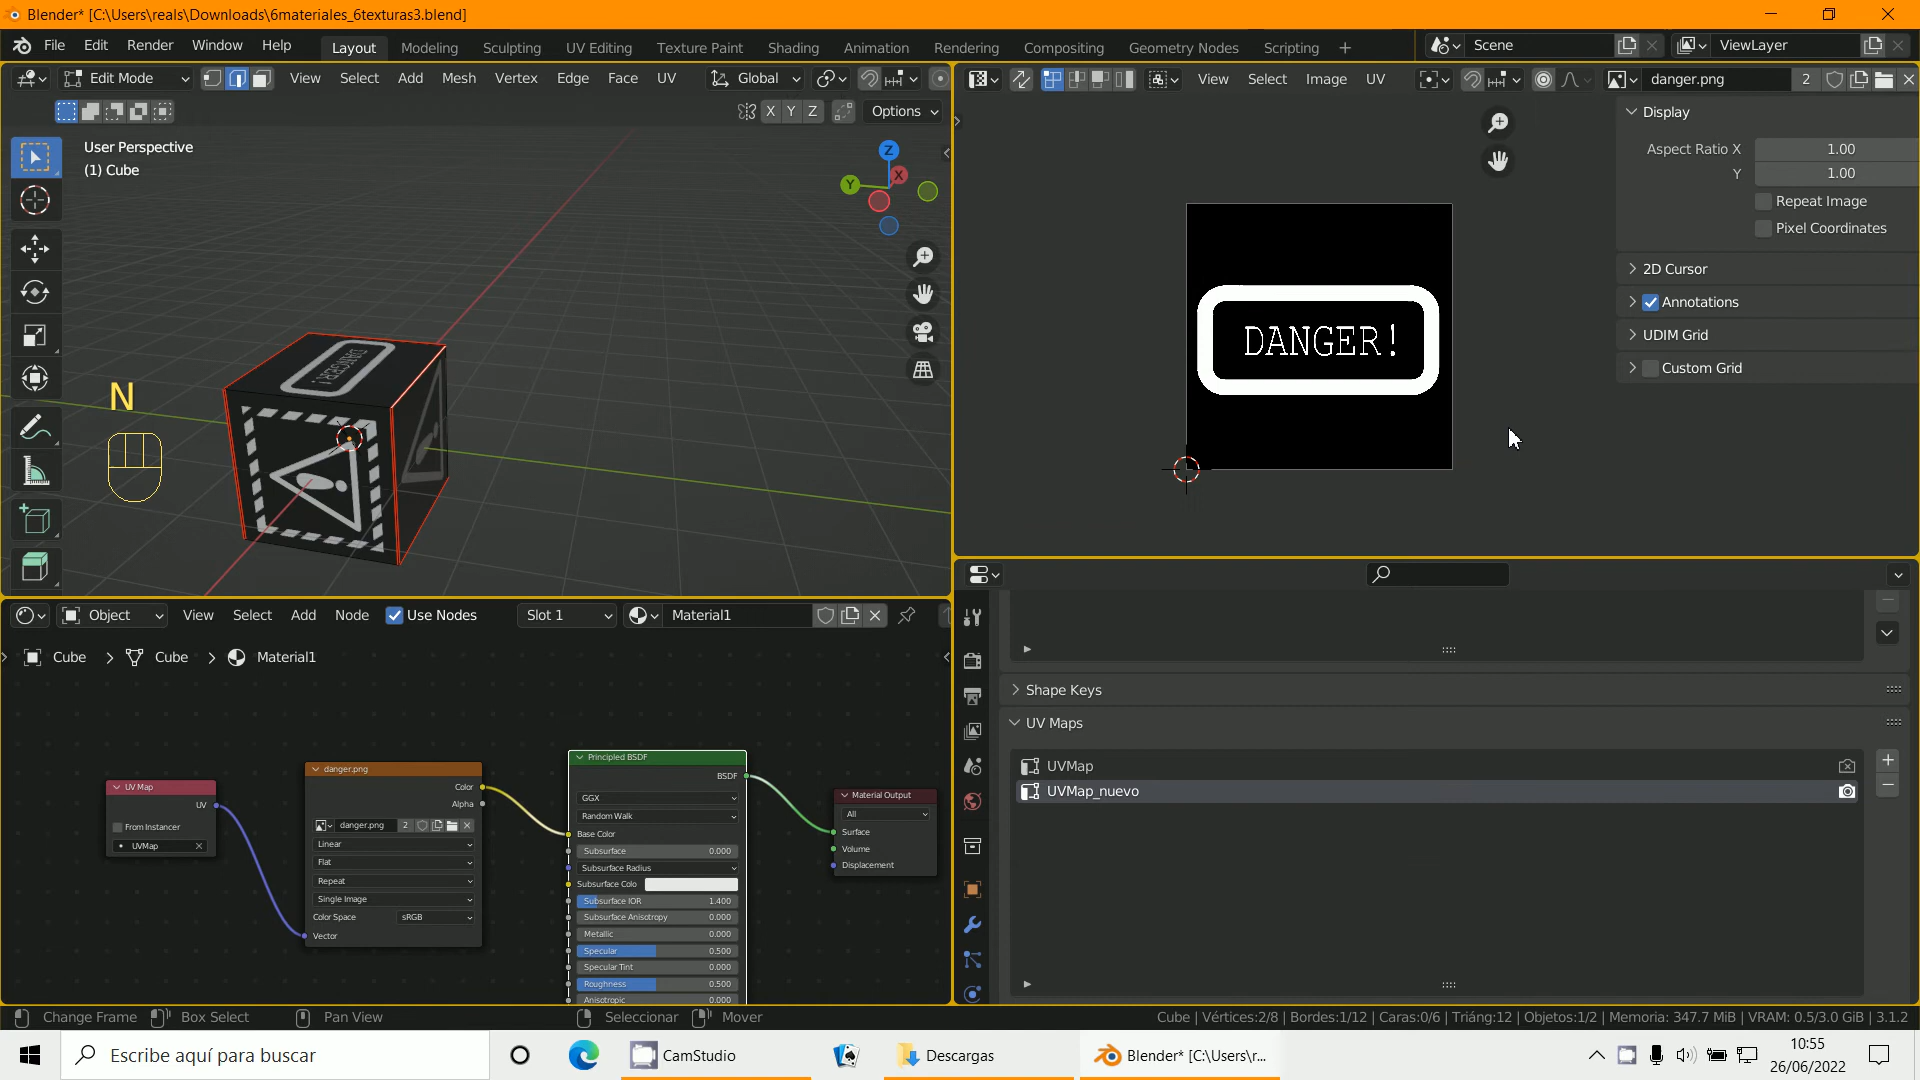 Blender* [C:\Users\reals\Downloads\6materiales_6texturas3.blend]
File Edit Render Window Help Layout Modeling Sculpting UV Editing Texture Paint Shading Animation Rendering Compositing Geometry Nodes Scripting + Scene ViewLayer
Edit Mode View Select Add Mesh Vertex Edge Face UV Global
X Y Z Options
User Perspective
(1) Cube
Z
X
Y
N
DANGER!
View Select Image UV danger.png 2
Display
Aspect Ratio X 1.00
Y 1.00
Repeat Image
Pixel Coordinates
2D Cursor
Annotations
UDIM Grid
Custom Grid
DANGER!
Object View Select Add Node Use Nodes Slot 1 Material1
Cube > Cube > Material1
UV Map
UV
From Instancer
UVMap
danger.png
Color
Alpha
danger.png 2
Linear
Flat
Repeat
Single Image
Color Space sRGB
Vector
Principled BSDF
BSDF
GGX
Random Walk
Base Color
Subsurface 0.000
Subsurface Radius
Subsurface Colo
Subsurface IOR 1.400
Subsurface Anisotropy 0.000
Metallic 0.000
Specular 0.500
Specular Tint 0.000
Roughness 0.500
Anisotropic 0.000
Material Output
All
Surface
Volume
Displacement
Shape Keys
UV Maps
UVMap
UVMap_nuevo
Change Frame Box Select Pan View Seleccionar Mover Cube | Vértices:2/8 | Bordes:1/12 | Caras:0/6 | Triáng:12 | Objetos:1/2 | Memoria: 347.7 MiB | VRAM: 0.5/3.0 GiB | 3.1.2
Escribe aquí para buscar CamStudio Descargas Blender* [C:\Users\r... 10:55
26/06/2022